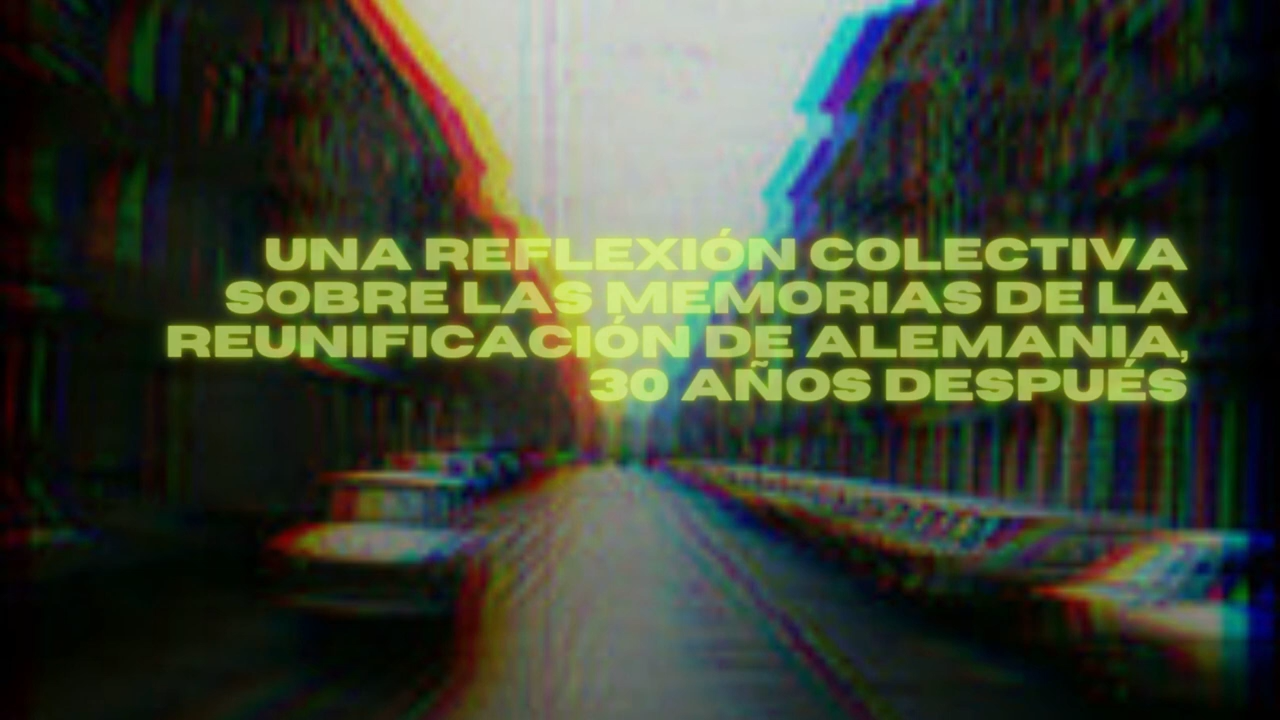 UNA REFLEXIÓN COLECTIVA
SOBRE LAS MEMORIAS DE LA
REUNIFICACIÓN DE ALEMANIA,
30 AÑOS DESPUÉS